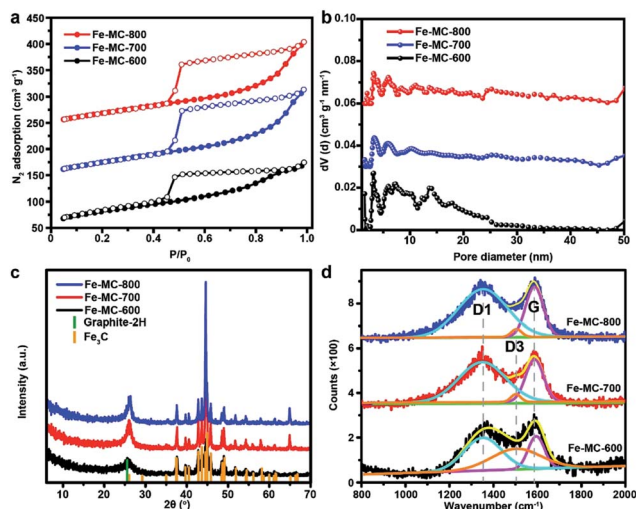 a
Fe-MC-800
Fe-MC-700
Fe-MC-600
N₂ adsorption (cm³ g⁻¹)
450
400
350
300
250
200
150
100
50
0.0 0.2 0.4 0.6 0.8 1.0
P/P₀
b
Fe-MC-800
Fe-MC-700
Fe-MC-600
dV (d) (cm³ g⁻¹ nm⁻¹)
0.10
0.08
0.06
0.04
0.02
0
0 10 20 30 40 50
Pore diameter (nm)
c
Fe-MC-800
Fe-MC-700
Fe-MC-600
Graphite-2H
Fe₃C
Intensity (a.u.)
10 20 30 40 50 60 70
2θ (°)
d
D1
G
D3
Fe-MC-800
Fe-MC-700
Fe-MC-600
Counts (×100)
8
6
4
2
0
800 1000 1200 1400 1600 1800 2000
Wavenumber (cm⁻¹)